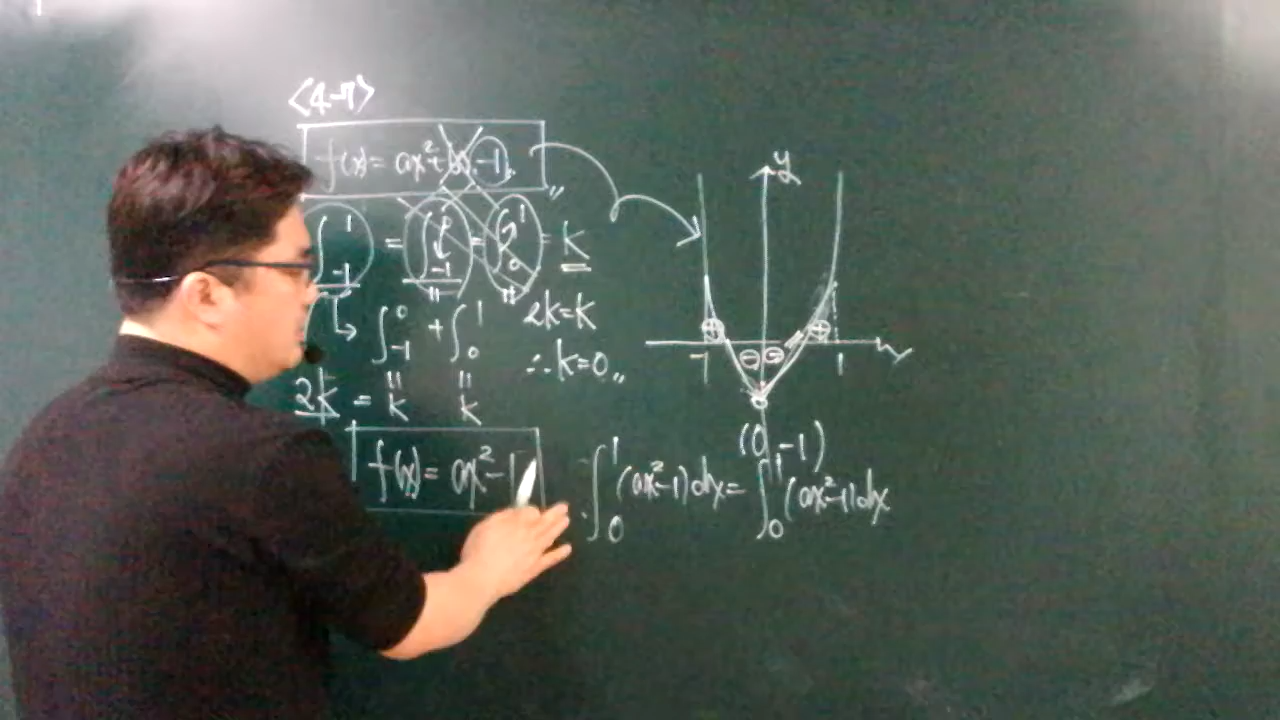 <4-7>
f(x) = ax²+bx-1
∫₋₁¹ = ∫₋₁⁰ = ∫₀¹ = K
∫₋₁⁰ + ∫₀¹
2K=K
∴K=0
2K = K K
f(x) = ax²-1
∫₀¹(ax²-1)dx = ∫₀¹(ax²-1)dx
y
⊕ ⊖ ⊖ ⊕
-1 1 x
(0,-1)